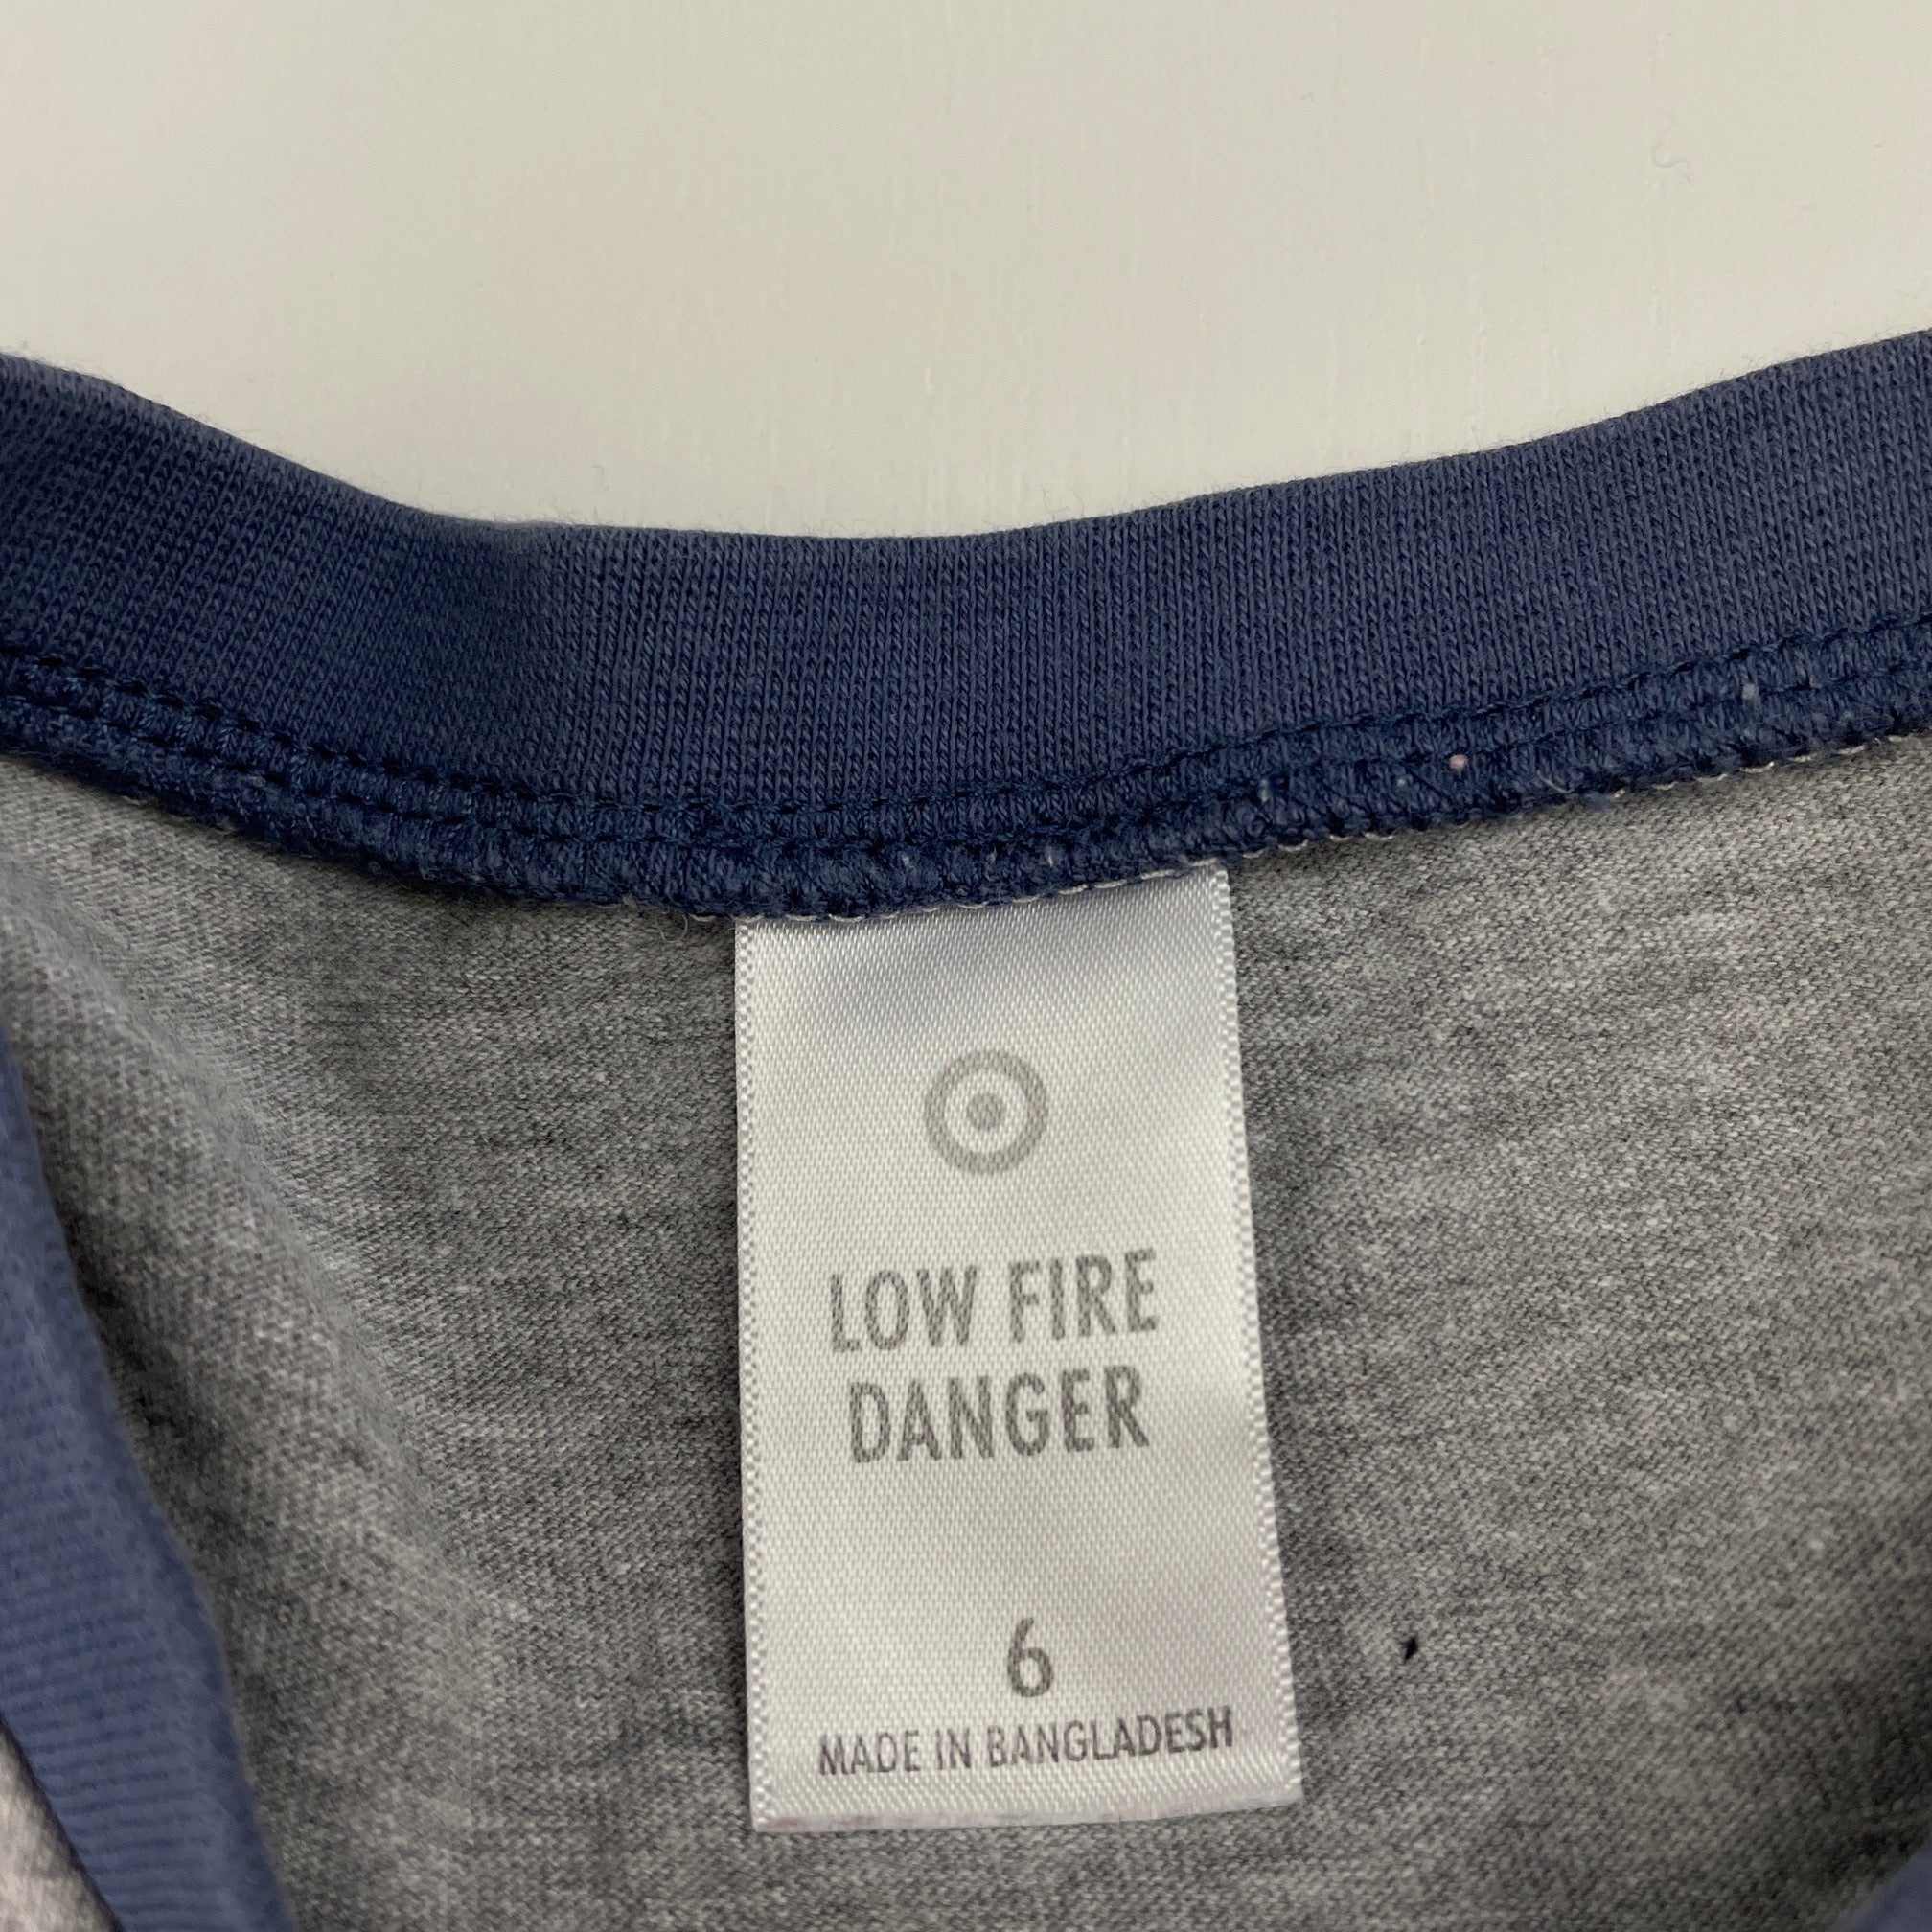 LOW FIRE
DANGER
6
MADE IN BANGLADESH